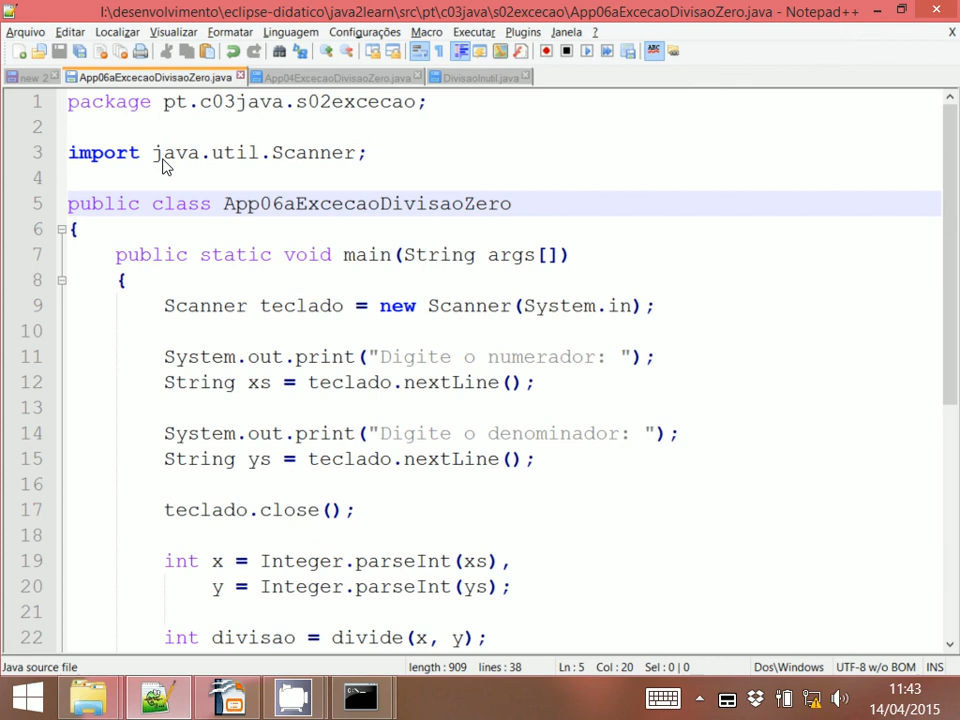 I:\desenvolvimento\eclipse-didatico\java2learn\src\pt\c03java\s02excecao\App06aExcecaoDivisaoZero.java - Notepad++
Arquivo Editar Localizar Visualizar Formatar Linguagem Configurações Macro Executar Plugins Janela ? X
new 2 App06aExcecaoDivisaoZero.java App04ExcecaoDivisaoZero.java DivisaoInutil.java
1 package pt.c03java.s02excecao;
2
3 import java.util.Scanner;
4
5 public class App06aExcecaoDivisaoZero
6 {
7 public static void main(String args[])
8 {
9 Scanner teclado = new Scanner(System.in);
10
11 System.out.print("Digite o numerador: ");
12 String xs = teclado.nextLine();
13
14 System.out.print("Digite o denominador: ");
15 String ys = teclado.nextLine();
16
17 teclado.close();
18
19 int x = Integer.parseInt(xs),
20 y = Integer.parseInt(ys);
21
22 int divisao = divide(x, y);
Java source file length : 909 lines : 38 Ln : 5 Col : 20 Sel : 0 | 0 Dos\Windows UTF-8 w/o BOM INS
11:43
14/04/2015